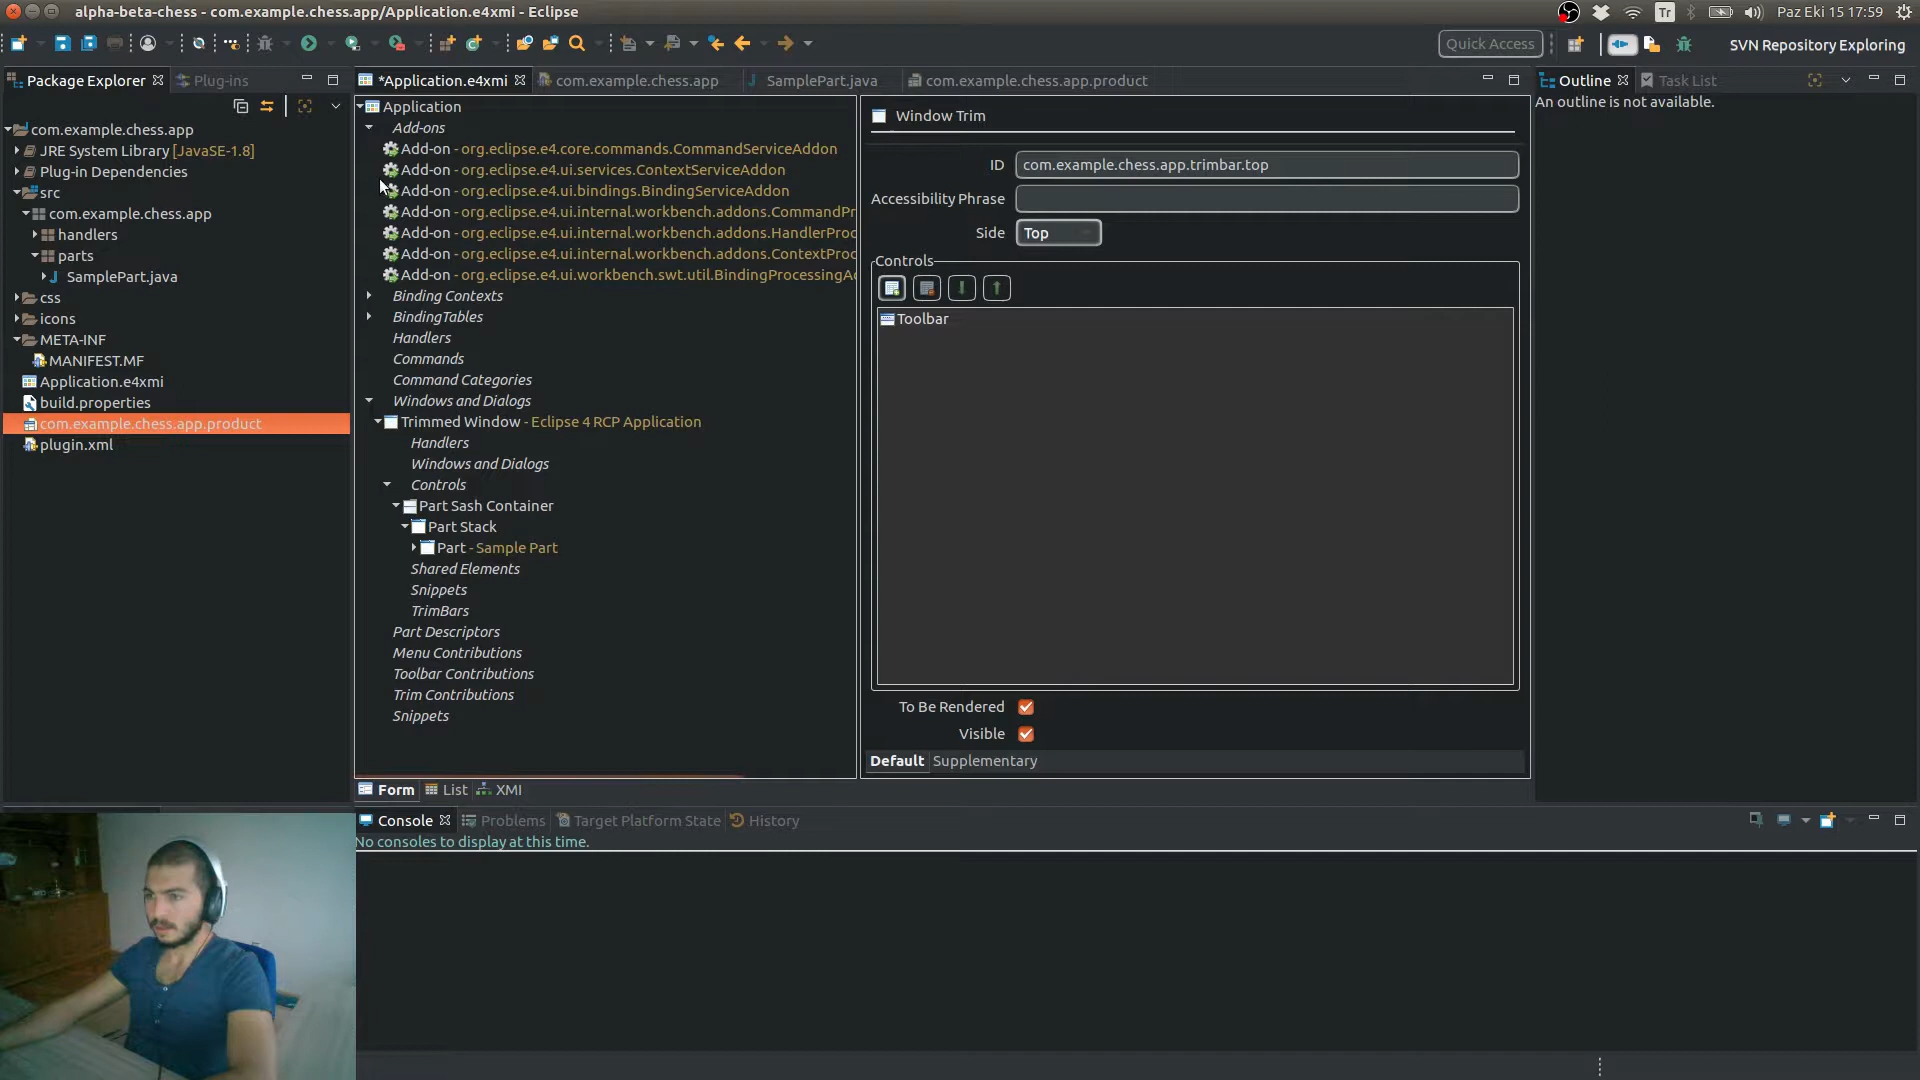 alpha-beta-chess - com.example.chess.app/Application.e4xmi - Eclipse
Tr
Paz Eki 15 17:59
Quick Access
SVN Repository Exploring
Package Explorer
Plug-ins
*Application.e4xmi
com.example.chess.app
SamplePart.java
com.example.chess.app.product
Outline
Task List
com.example.chess.app
JRE System Library [JavaSE-1.8]
Plug-in Dependencies
src
com.example.chess.app
handlers
parts
SamplePart.java
css
icons
META-INF
MANIFEST.MF
Application.e4xmi
build.properties
com.example.chess.app.product
plugin.xml
Application
Add-ons
Add-on - org.eclipse.e4.core.commands.CommandServiceAddon
Add-on - org.eclipse.e4.ui.services.ContextServiceAddon
Add-on - org.eclipse.e4.ui.bindings.BindingServiceAddon
Add-on - org.eclipse.e4.ui.internal.workbench.addons.CommandPr
Add-on - org.eclipse.e4.ui.internal.workbench.addons.HandlerProc
Add-on - org.eclipse.e4.ui.internal.workbench.addons.ContextProc
Add-on - org.eclipse.e4.ui.workbench.swt.util.BindingProcessingAd
Binding Contexts
BindingTables
Handlers
Commands
Command Categories
Windows and Dialogs
Trimmed Window - Eclipse 4 RCP Application
Handlers
Windows and Dialogs
Controls
Part Sash Container
Part Stack
Part - Sample Part
Shared Elements
Snippets
TrimBars
Part Descriptors
Menu Contributions
Toolbar Contributions
Trim Contributions
Snippets
Form
List
XMI
Window Trim
ID
com.example.chess.app.trimbar.top
Accessibility Phrase
Side
Top
Controls
Toolbar
To Be Rendered
Visible
Default
Supplementary
An outline is not available.
Console
Problems
Target Platform State
History
No consoles to display at this time.